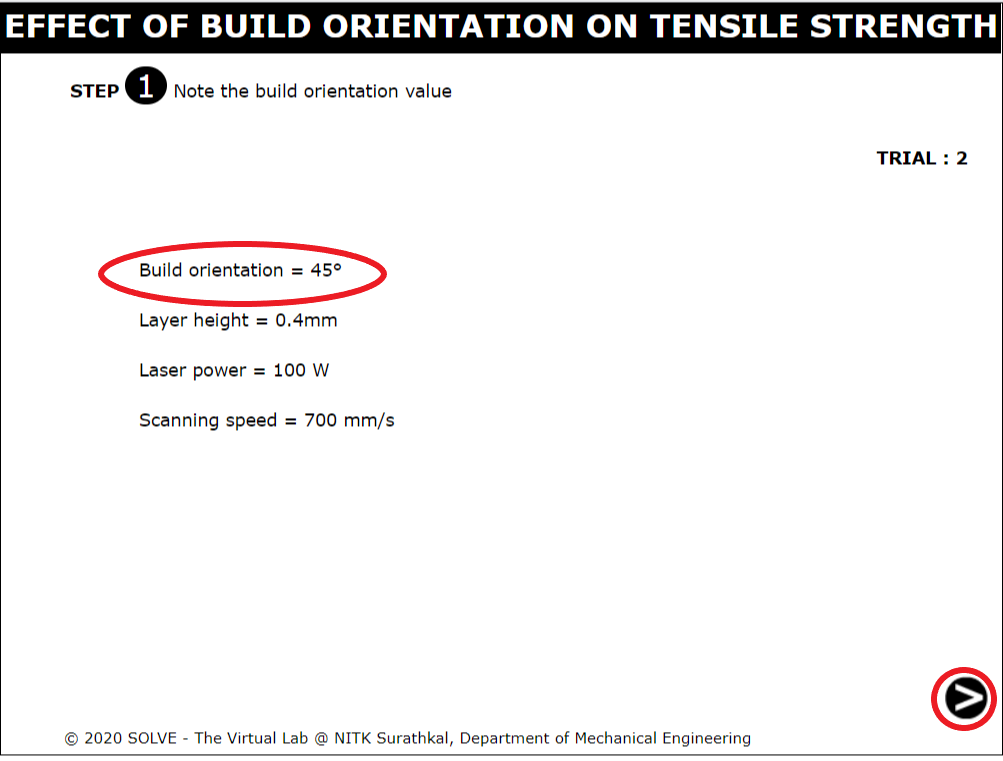 EFFECT OF BUILD ORIENTATION ON TENSILE STRENGTH
STEP 1 Note the build orientation value
TRIAL : 2
Build orientation = 45°
Layer height = 0.4mm
Laser power = 100 W
Scanning speed = 700 mm/s
>
© 2020 SOLVE - The Virtual Lab @ NITK Surathkal, Department of Mechanical Engineering